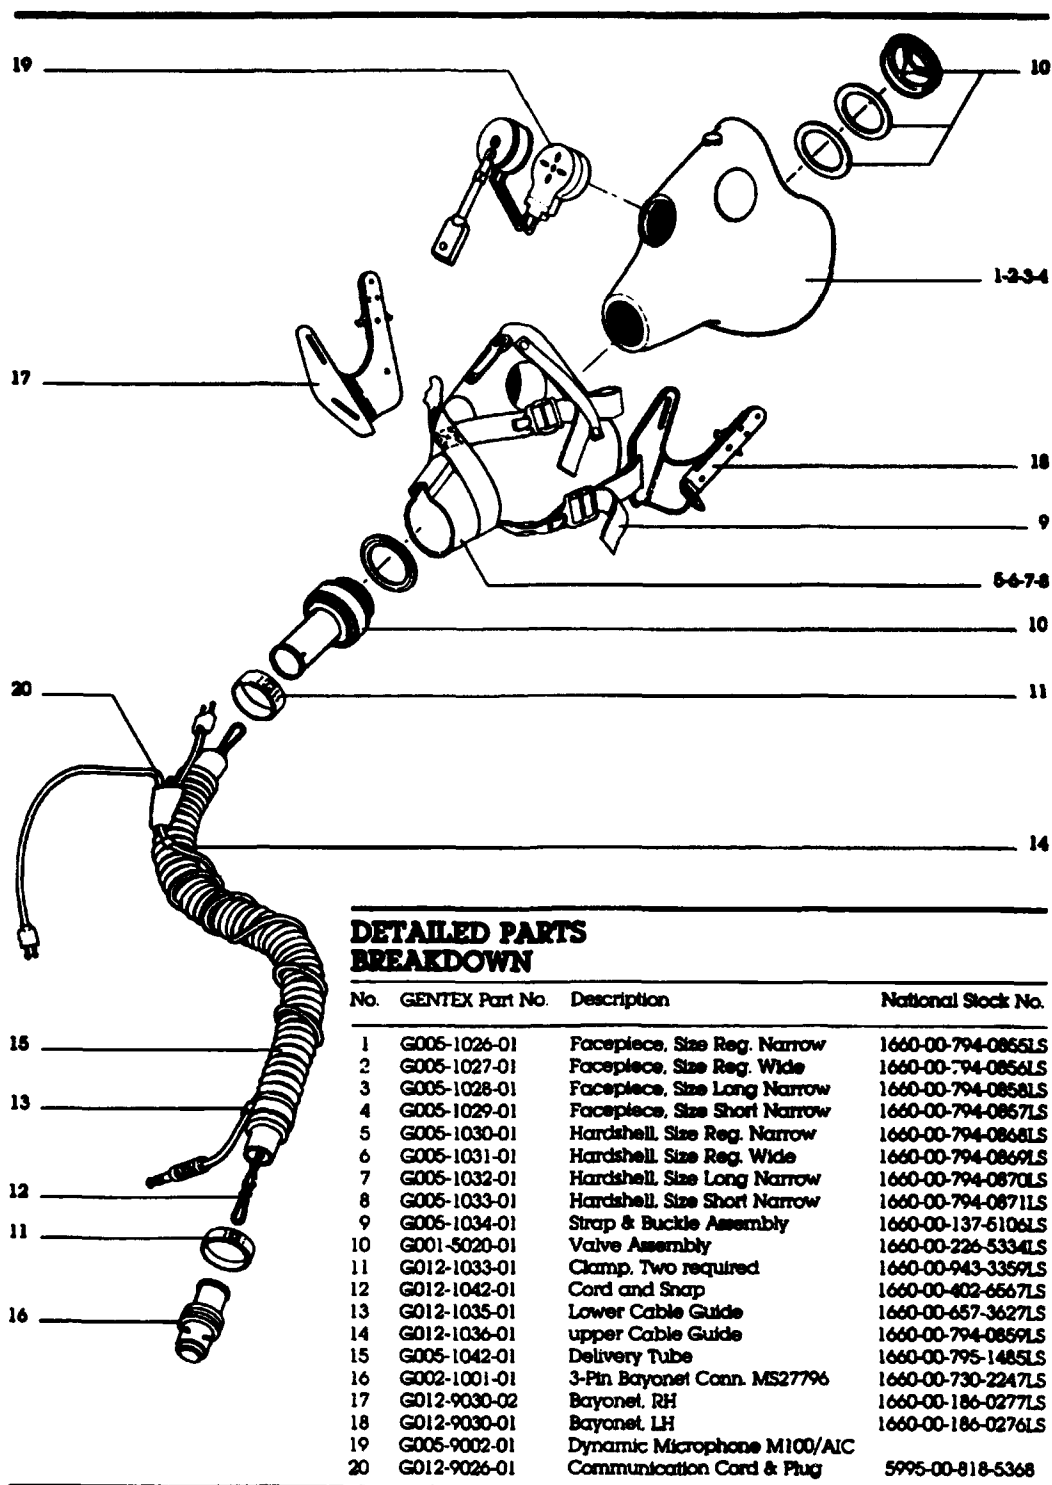 19
10
1-2-3-4
17
18
9
5-6-7-8
10
11
20
14
DETAILED PARTS
BREAKDOWN
No. GENTEX Part No. Description National Stock No.
1 G005-1026-01 Facepiece, Size Reg. Narrow 1660-00-794-0855LS
2 G005-1027-01 Facepiece, Size Reg. Wide 1660-00-794-0856LS
3 G005-1028-01 Facepiece, Size Long Narrow 1660-00-794-0858LS
4 G005-1029-01 Facepiece, Size Short Narrow 1660-00-794-0857LS
5 G005-1030-01 Hardshell, Size Reg. Narrow 1660-00-794-0868LS
6 G005-1031-01 Hardshell, Size Reg. Wide 1660-00-794-0869LS
7 G005-1032-01 Hardshell, Size Long Narrow 1660-00-794-0870LS
8 G005-1033-01 Hardshell, Size Short Narrow 1660-00-794-0871LS
9 G005-1034-01 Strap & Buckle Assembly 1660-00-137-5106LS
10 G001-5020-01 Valve Assembly 1660-00-226-5334LS
11 G012-1033-01 Clamp, Two required 1660-00-943-3359LS
12 G012-1042-01 Cord and Snap 1660-00-402-6567LS
13 G012-1035-01 Lower Cable Guide 1660-00-657-3627LS
14 G012-1036-01 upper Cable Guide 1660-00-794-0859LS
15 G005-1042-01 Delivery Tube 1660-00-795-1485LS
16 G002-1001-01 3-Pin Bayonet Conn. MS27796 1660-00-730-2247LS
17 G012-9030-02 Bayonet, RH 1660-00-186-0277LS
18 G012-9030-01 Bayonet, LH 1660-00-186-0276LS
19 G005-9002-01 Dynamic Microphone M100/AIC
20 G012-9026-01 Communication Cord & Plug 5995-00-818-5368
15
13
12
11
16